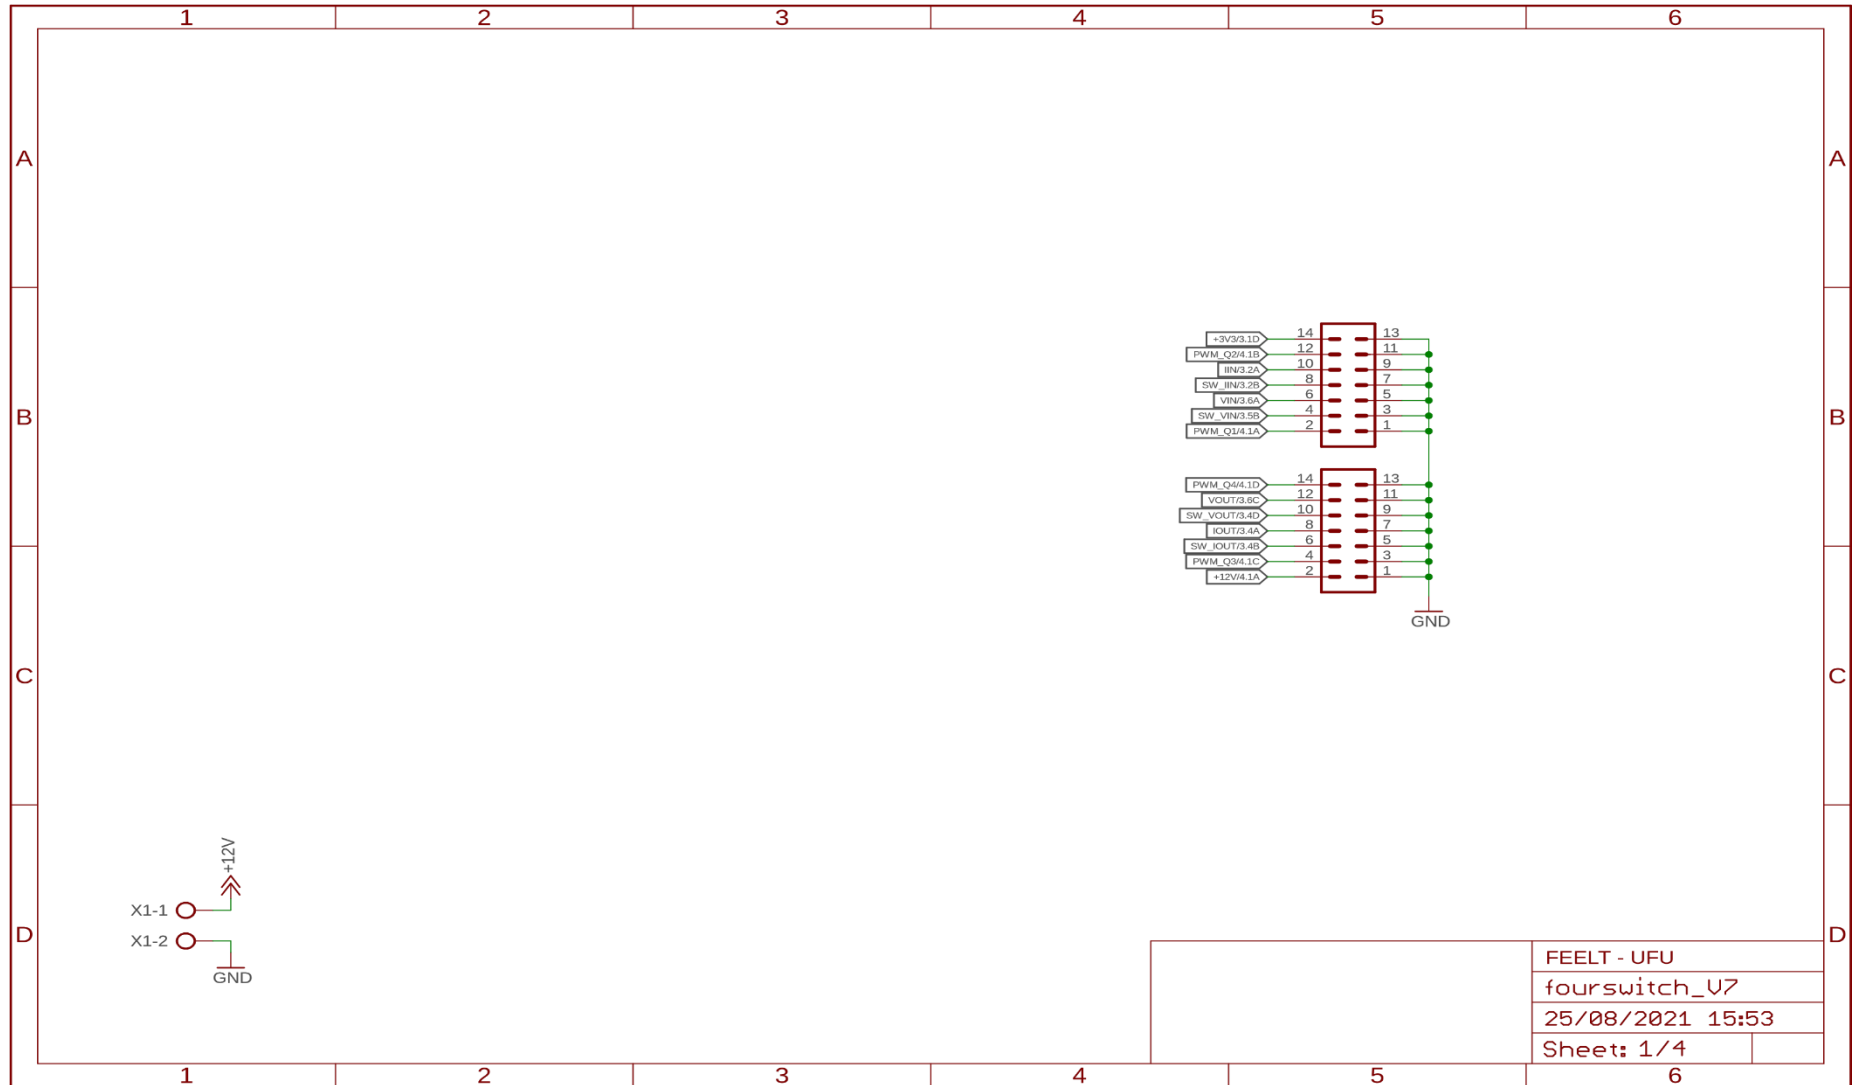 1 2 3 4 5 6
A A
14 13
+3V3/3.1D
12 11
PWM_Q2/4.1B
10 9
IIN/3.2A
8 7
SW_IIN/3.2B
6 5
VIN/3.6A
4 3
SW_VIN/3.5B
2 1
PWM_Q1/4.1A
B B
14 13
PWM_Q4/4.1D
12 11
VOUT/3.6C
10 9
SW_VOUT/3.4D
8 7
IOUT/3.4A
6 5
SW_IOUT/3.4B
4 3
PWM_Q3/4.1C
2 1
+12V/4.1A
GND
C C
+12V
X1-1
X1-2
GND
D D
FEELT - UFU
fourswitch_V7
25/08/2021 15:53
Sheet: 1/4
1 2 3 4 5 6